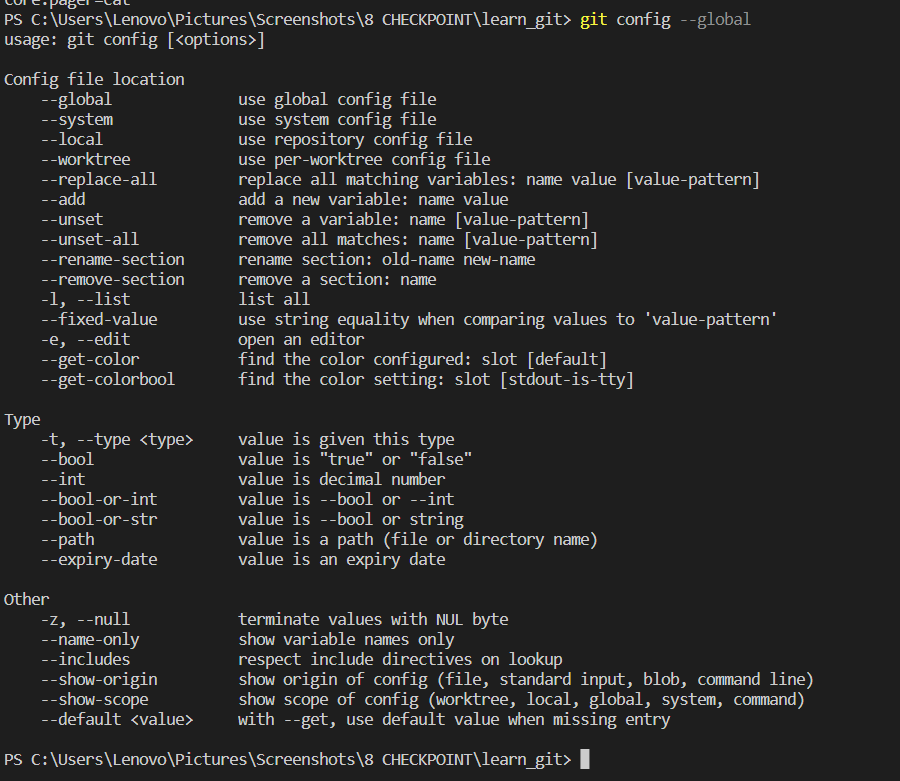 core.pager=cat
PS C:\Users\Lenovo\Pictures\Screenshots\8 CHECKPOINT\learn_git> git config --global
usage: git config [<options>]

Config file location
    --global              use global config file
    --system              use system config file
    --local               use repository config file
    --worktree            use per-worktree config file
    --replace-all         replace all matching variables: name value [value-pattern]
    --add                 add a new variable: name value
    --unset               remove a variable: name [value-pattern]
    --unset-all           remove all matches: name [value-pattern]
    --rename-section      rename section: old-name new-name
    --remove-section      remove a section: name
    -l, --list            list all
    --fixed-value         use string equality when comparing values to 'value-pattern'
    -e, --edit            open an editor
    --get-color           find the color configured: slot [default]
    --get-colorbool       find the color setting: slot [stdout-is-tty]

Type
    -t, --type <type>     value is given this type
    --bool                value is "true" or "false"
    --int                 value is decimal number
    --bool-or-int         value is --bool or --int
    --bool-or-str         value is --bool or string
    --path                value is a path (file or directory name)
    --expiry-date         value is an expiry date

Other
    -z, --null            terminate values with NUL byte
    --name-only           show variable names only
    --includes            respect include directives on lookup
    --show-origin         show origin of config (file, standard input, blob, command line)
    --show-scope          show scope of config (worktree, local, global, system, command)
    --default <value>     with --get, use default value when missing entry

PS C:\Users\Lenovo\Pictures\Screenshots\8 CHECKPOINT\learn_git>